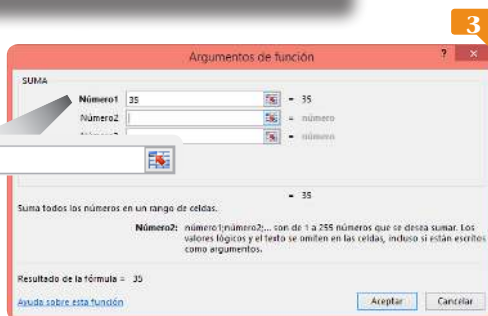 3
Argumentos de función ? ×
SUMA
Número1 35 = 35
Número2 = número
= número
= 35
Suma todos los números en un rango de celdas.
Número2: número1;número2;... son de 1 a 255 números que se desea sumar. Los
valores lógicos y el texto se omiten en las celdas, incluso si están escritos
como argumentos.
Resultado de la fórmula = 35
Ayuda sobre esta función Aceptar Cancelar